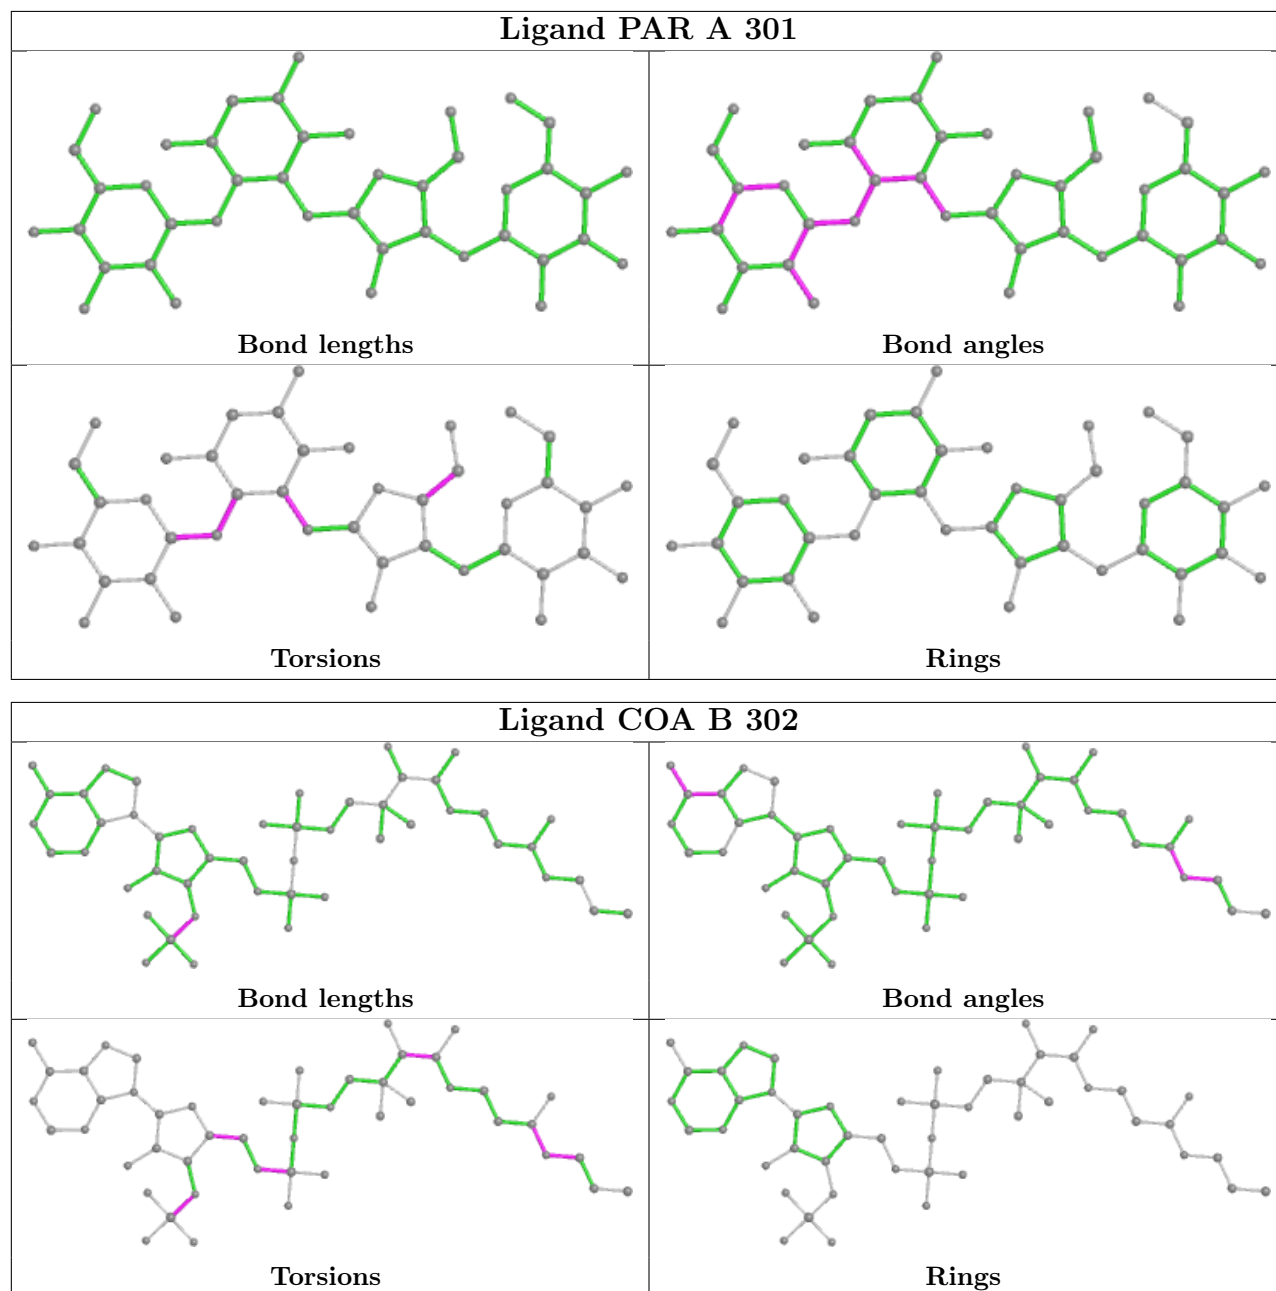 Ligand PAR A 301
Bond lengths
Bond angles
Torsions
Rings
Ligand COA B 302
Bond lengths
Bond angles
Torsions
Rings